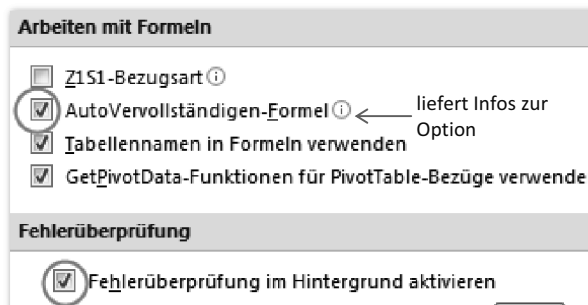 Arbeiten mit Formeln
Z1S1-Bezugsart
AutoVervollständigen-Formel
liefert Infos zur
Option
Tabellennamen in Formeln verwenden
GetPivotData-Funktionen für PivotTable-Bezüge verwende
Fehlerüberprüfung
Fehlerüberprüfung im Hintergrund aktivieren